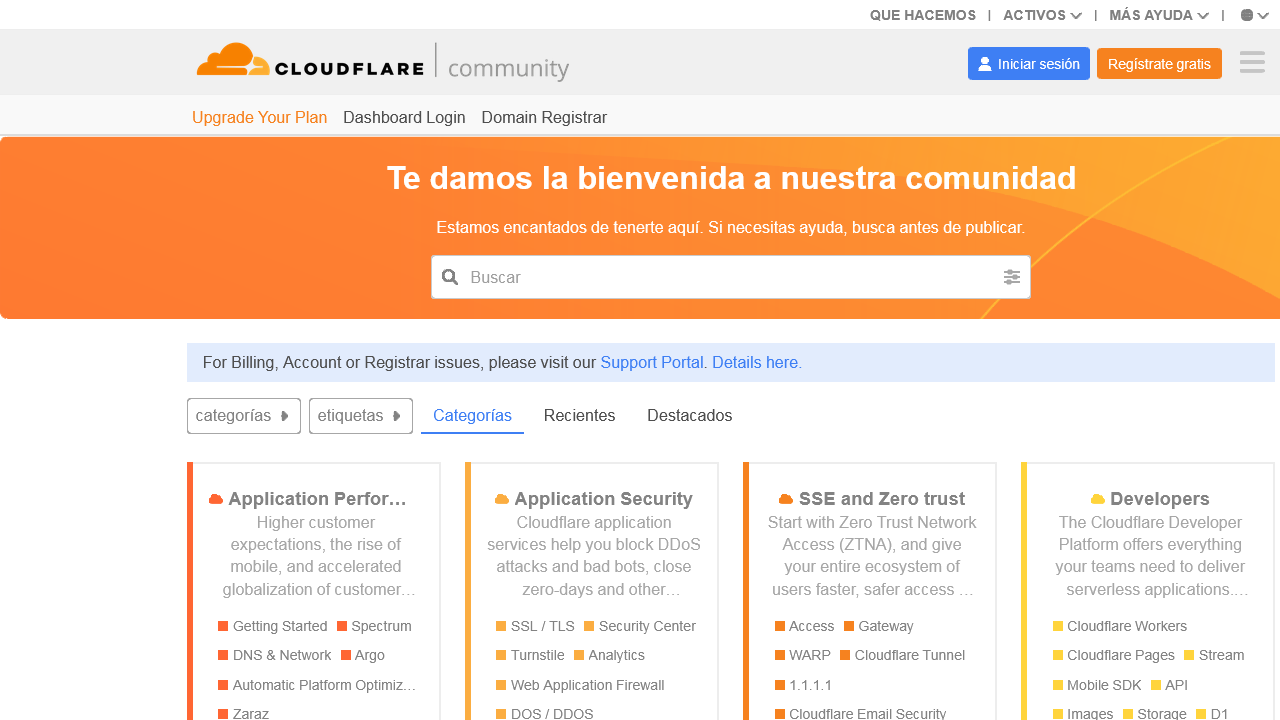 QUE HACEMOS | ACTIVOS | MÁS AYUDA |
CLOUDFLARE community
Iniciar sesión
Regístrate gratis
Upgrade Your Plan Dashboard Login Domain Registrar
Te damos la bienvenida a nuestra comunidad
Estamos encantados de tenerte aquí. Si necesitas ayuda, busca antes de publicar.
Buscar
For Billing, Account or Registrar issues, please visit our Support Portal. Details here.
categorías etiquetas Categorías Recientes Destacados
Application Perfor…
Higher customer
expectations, the rise of
mobile, and accelerated
globalization of customer…
Getting Started Spectrum
DNS & Network Argo
Automatic Platform Optimiz…
Zaraz
Application Security
Cloudflare application
services help you block DDoS
attacks and bad bots, close
zero-days and other…
SSL / TLS Security Center
Turnstile Analytics
Web Application Firewall
DOS / DDOS
SSE and Zero trust
Start with Zero Trust Network
Access (ZTNA), and give
your entire ecosystem of
users faster, safer access …
Access Gateway
WARP Cloudflare Tunnel
1.1.1.1
Cloudflare Email Security
Developers
The Cloudflare Developer
Platform offers everything
your teams need to deliver
serverless applications.…
Cloudflare Workers
Cloudflare Pages Stream
Mobile SDK API
Images Storage D1